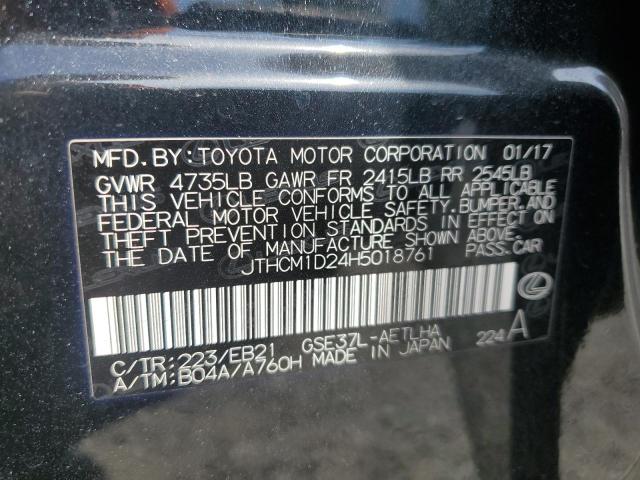 MFD.BY:TOYOTA MOTOR CORPORATION 01/17
GVWR 4735LB GAWR FR 2415LB RR 2545LB
THIS VEHICLE CONFORMS TO ALL APPLICABLE
FEDERAL MOTOR VEHICLE SAFETY,BUMPER,AND
THEFT PREVENTION STANDARDS IN EFFECT ON
THE DATE OF MANUFACTURE SHOWN ABOVE.
JTHCM1D24H5018761 PASS.CAR
C/TR:223/EB21 GSE37L-AETLHA
A/TM:B04A/A760H MADE IN JAPAN 224A